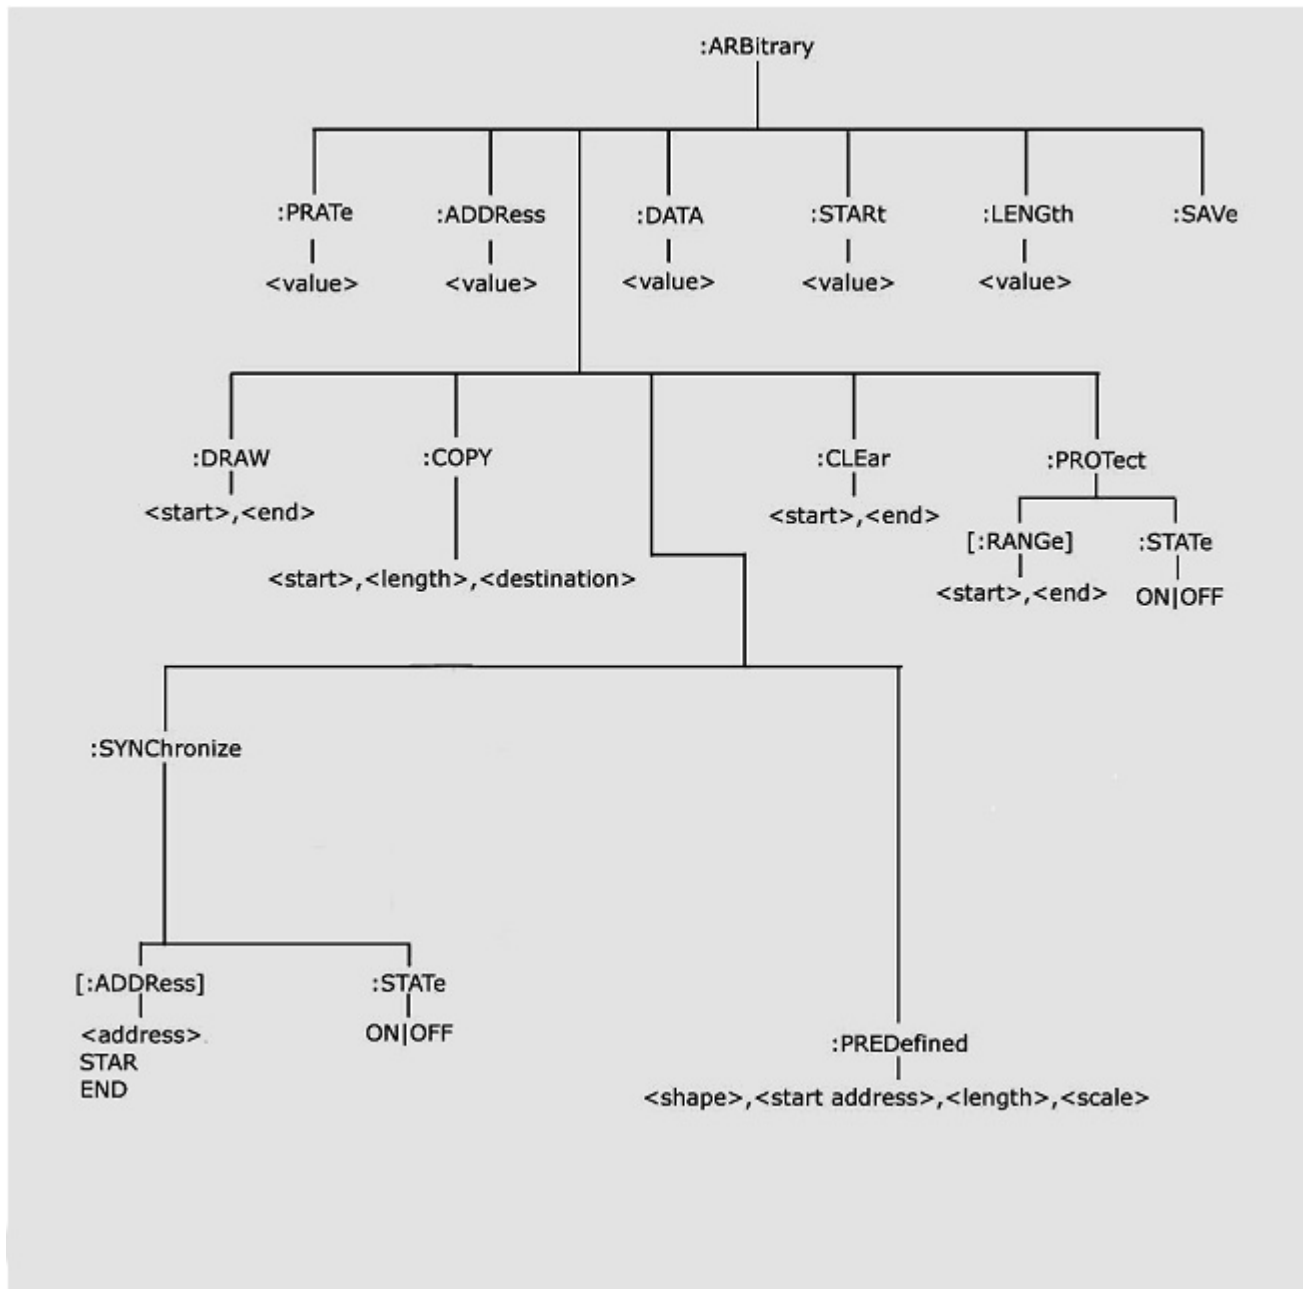 :ARBitrary
:PRATe :ADDRess :DATA :STARt :LENGth :SAVe
<value> <value> <value> <value> <value>
:DRAW :COPY :CLEar :PROTect
<start>,<end> <start>,<end>
[:RANGe] :STATe
<start>,<length>,<destination> <start>,<end> ON|OFF
:SYNChronize
[:ADDRess] :STATe
<address> ON|OFF
STAR
END
:PREDefined
<shape>,<start address>,<length>,<scale>